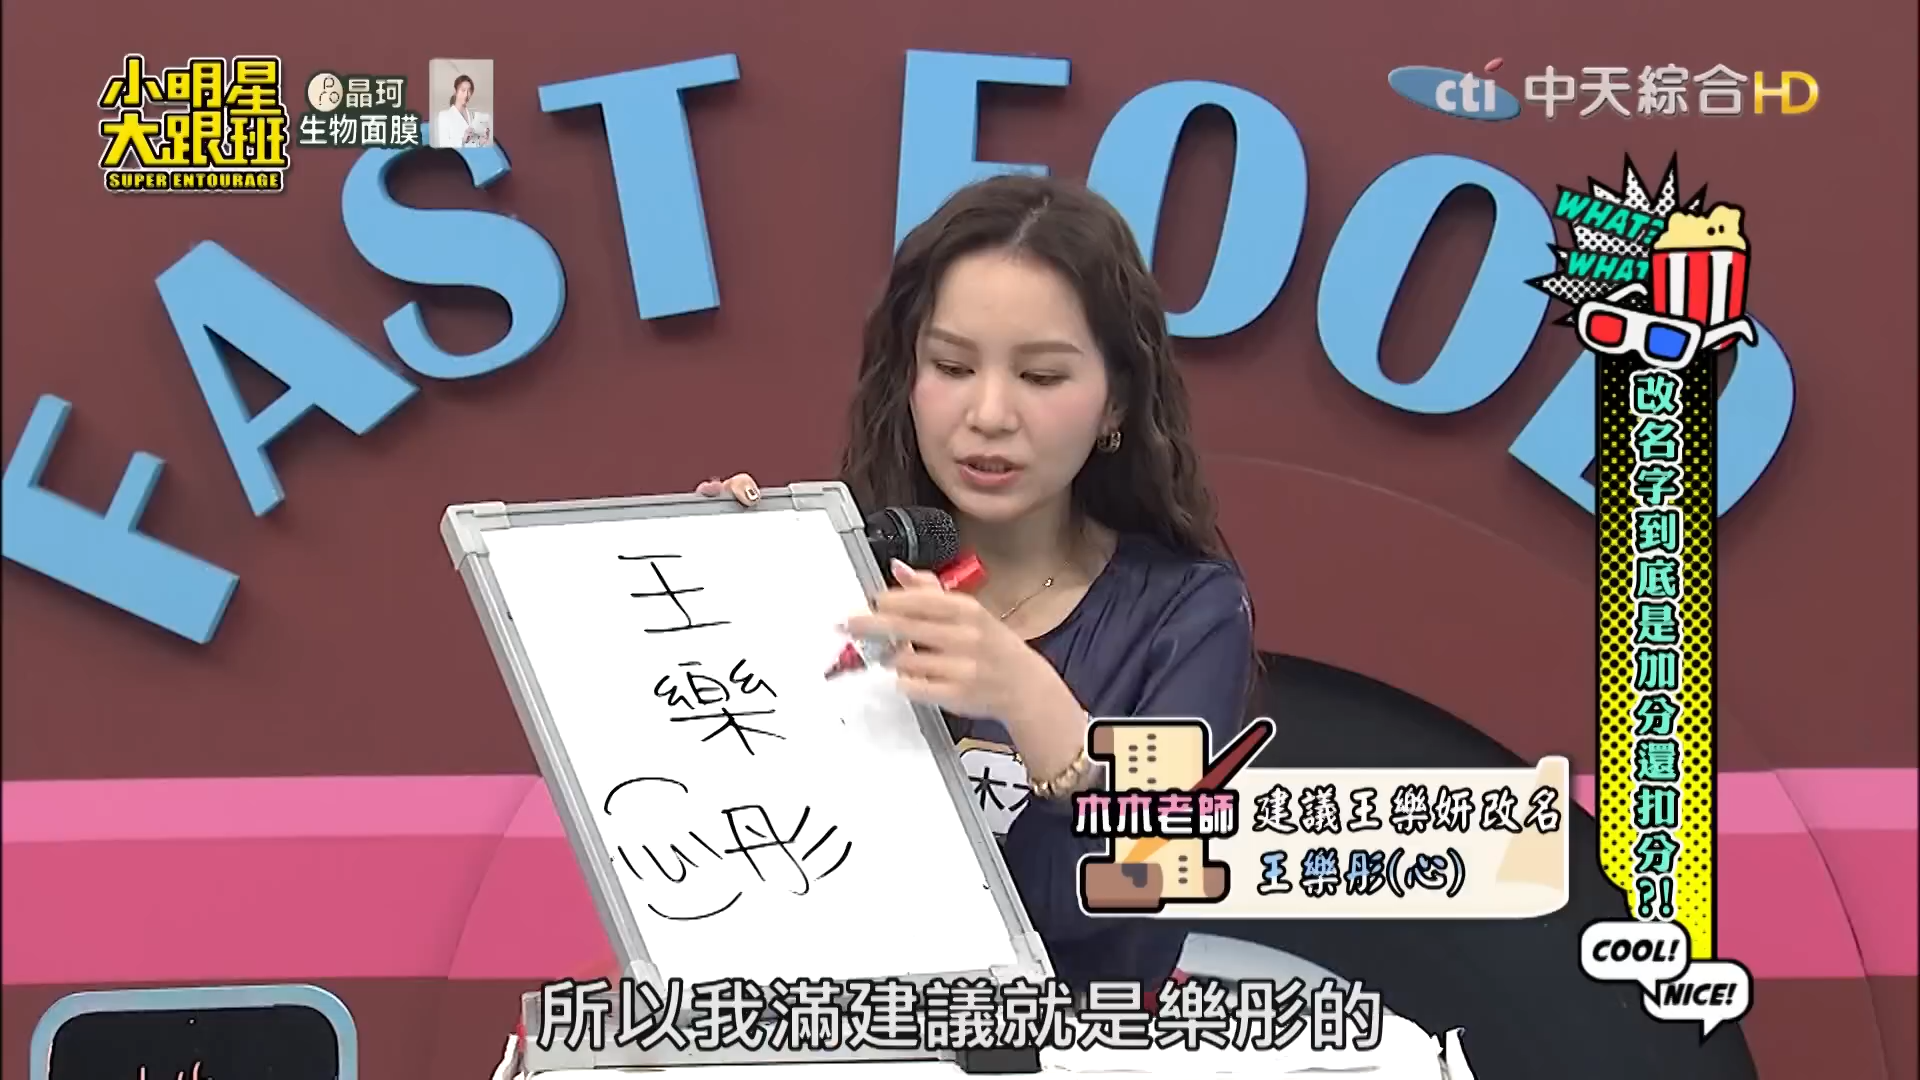 小明星
大跟班
SUPER ENTOURAGE
晶珂
生物面膜
cti 中天綜合HD
FAST FOOD
WHAT?
WHAT
改名字到底是加分還扣分?!
COOL!
NICE!
王
樂
(心)彤
木木老師
建議王樂妍改名
王樂彤(心)
所以我滿建議就是樂彤的